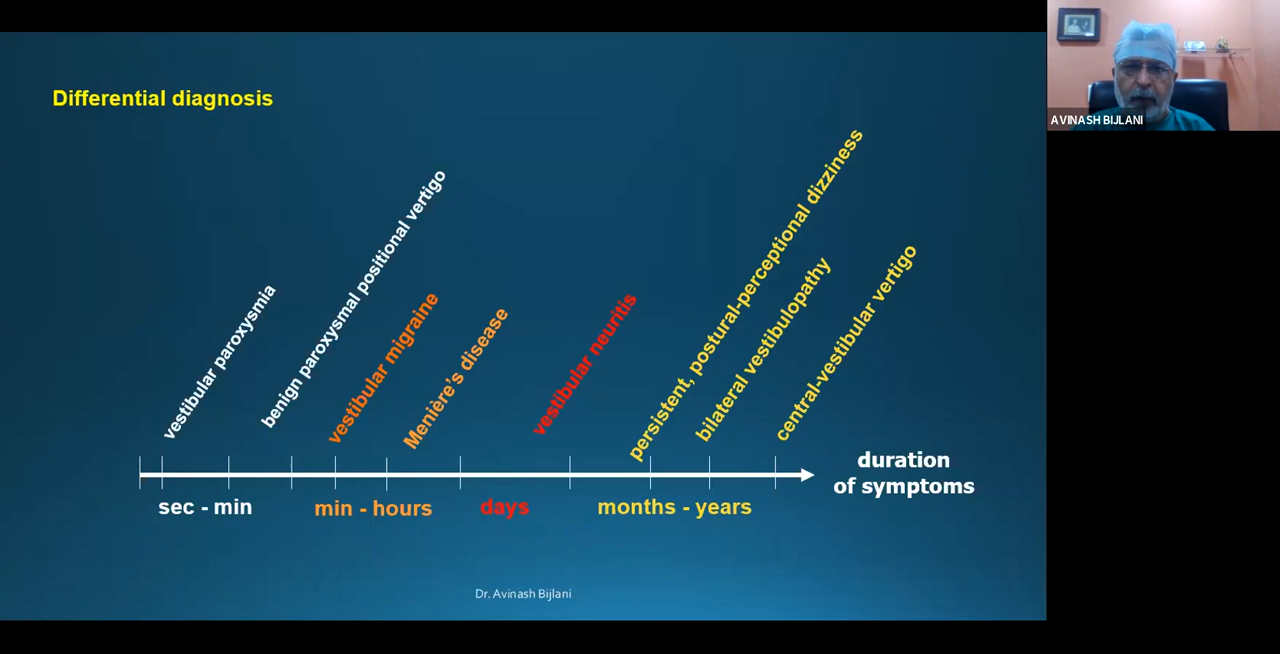 Differential diagnosis
vestibular paroxysmia
benign paroxysmal positional vertigo
vestibular migraine
Menière's disease
vestibular neuritis
persistent, postural-perceptional dizziness
bilateral vestibulopathy
central-vestibular vertigo
duration
of symptoms
sec - min
min - hours
days
months - years
Dr. Avinash Bijlani
AVINASH BIJLANI